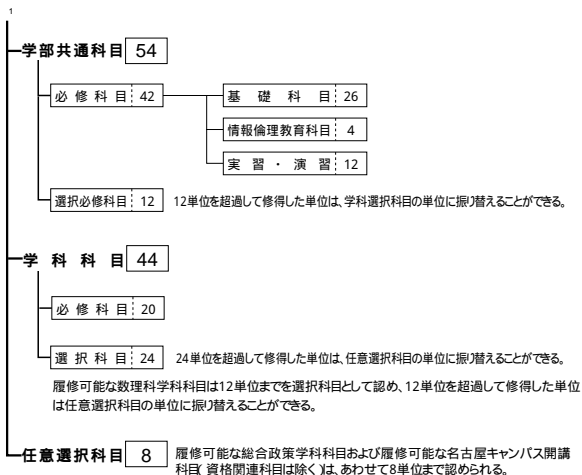 1
学部共通科目 54
必修科目 42
基礎科目 26
情報倫理教育科目 4
実習・演習 12
選択必修科目 12 12単位を超過して修得した単位は、学科選択科目の単位に振り替えることができる。
学科科目 44
必修科目 20
選択科目 24 24単位を超過して修得した単位は、任意選択科目の単位に振り替えることができる。
履修可能な数理科学科科目は12単位までを選択科目として認め、12単位を超過して修得した単位
は任意選択科目の単位に振り替えることができる。
任意選択科目 8 履修可能な総合政策学科科目および履修可能な名古屋キャンパス開講
科目(資格関連科目は除く)は、あわせて8単位まで認められる。